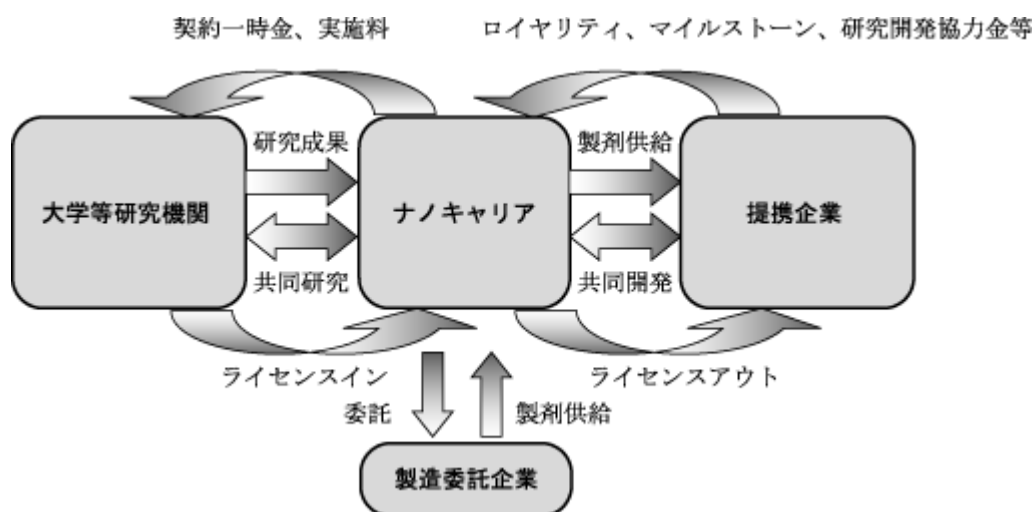 契約一時金、実施料
ロイヤリティ、マイルストーン、研究開発協力金等
研究成果
製剤供給
大学等研究機関
ナノキャリア
提携企業
共同研究
共同開発
ライセンスイン
ライセンスアウト
委託
製剤供給
製造委託企業